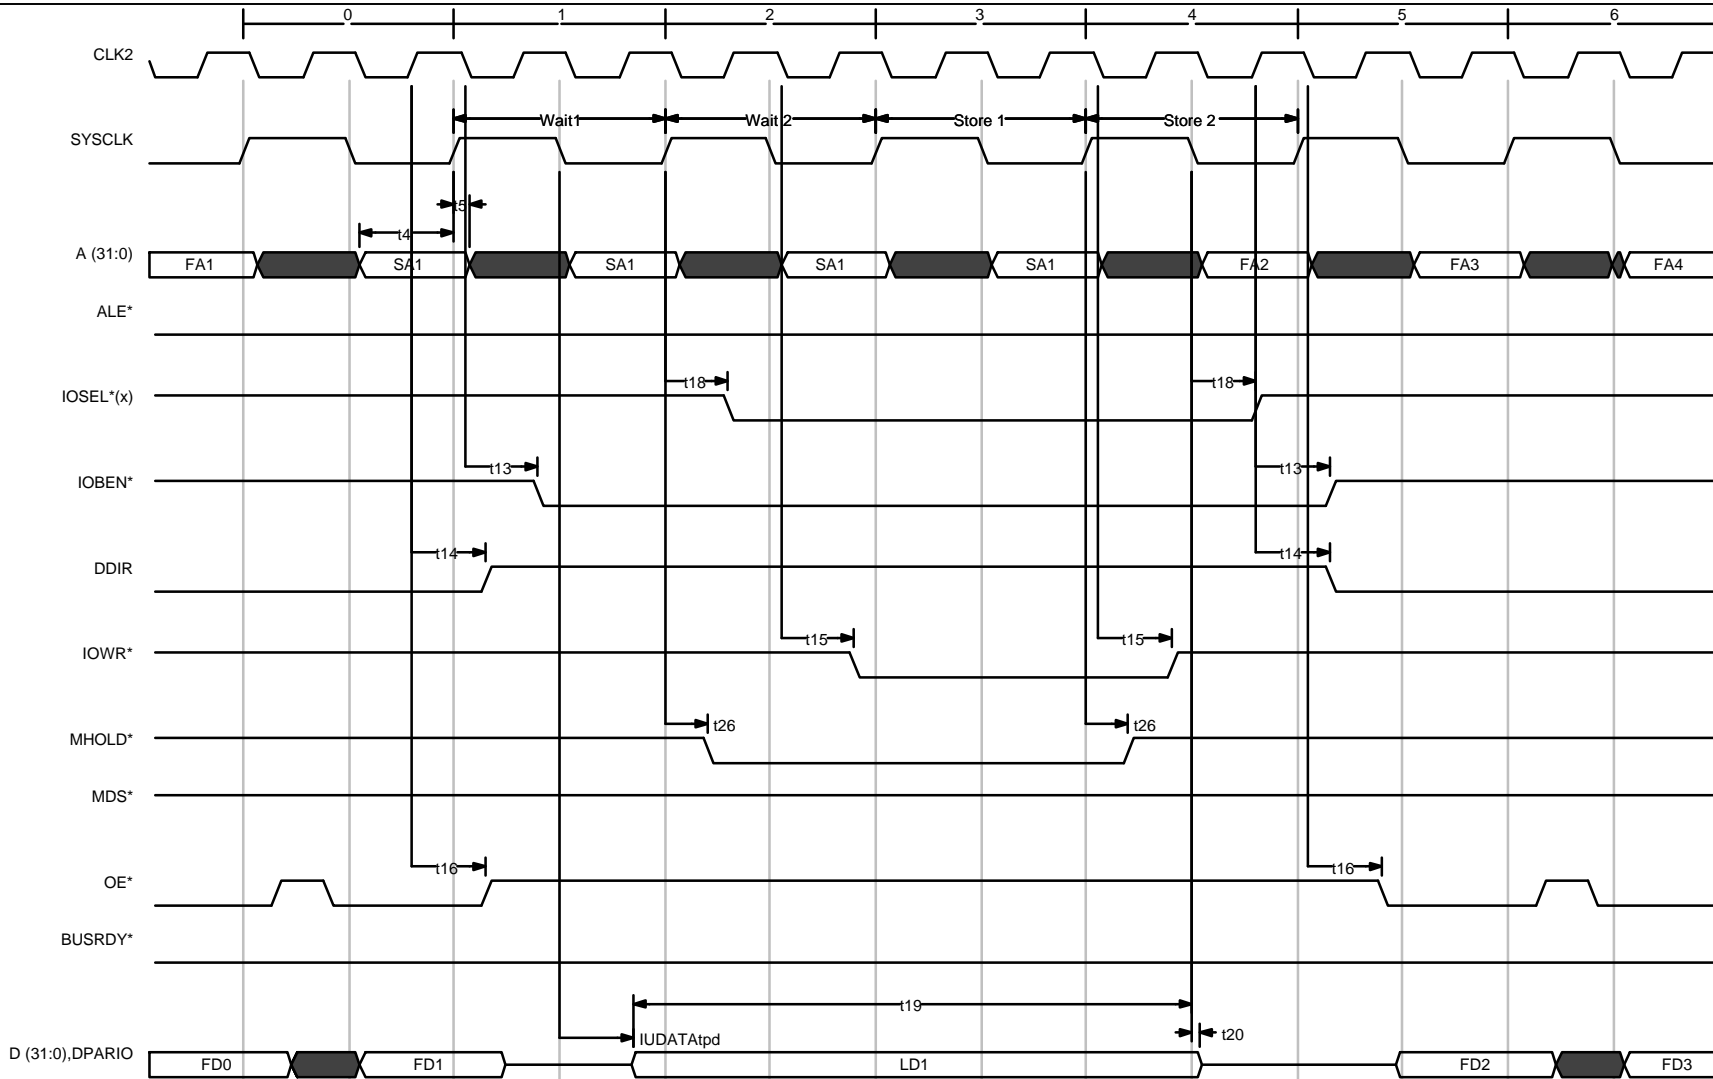 0 1 2 3 4 5 6
CLK2
Wait1 Wait 2 Store 1 Store 2
SYSCLK
t5
t4
A (31:0) FA1 SA1 SA1 SA1 SA1 FA2 FA3 FA4
ALE*
t18 t18
IOSEL*(x)
t13 t13
IOBEN*
t14 t14
DDIR
t15 t15
IOWR*
t26 t26
MHOLD*
MDS*
t16 t16
OE*
BUSRDY*
t19
IUDATAtpd t20
D (31:0),DPARIO FD0 FD1 LD1 FD2 FD3